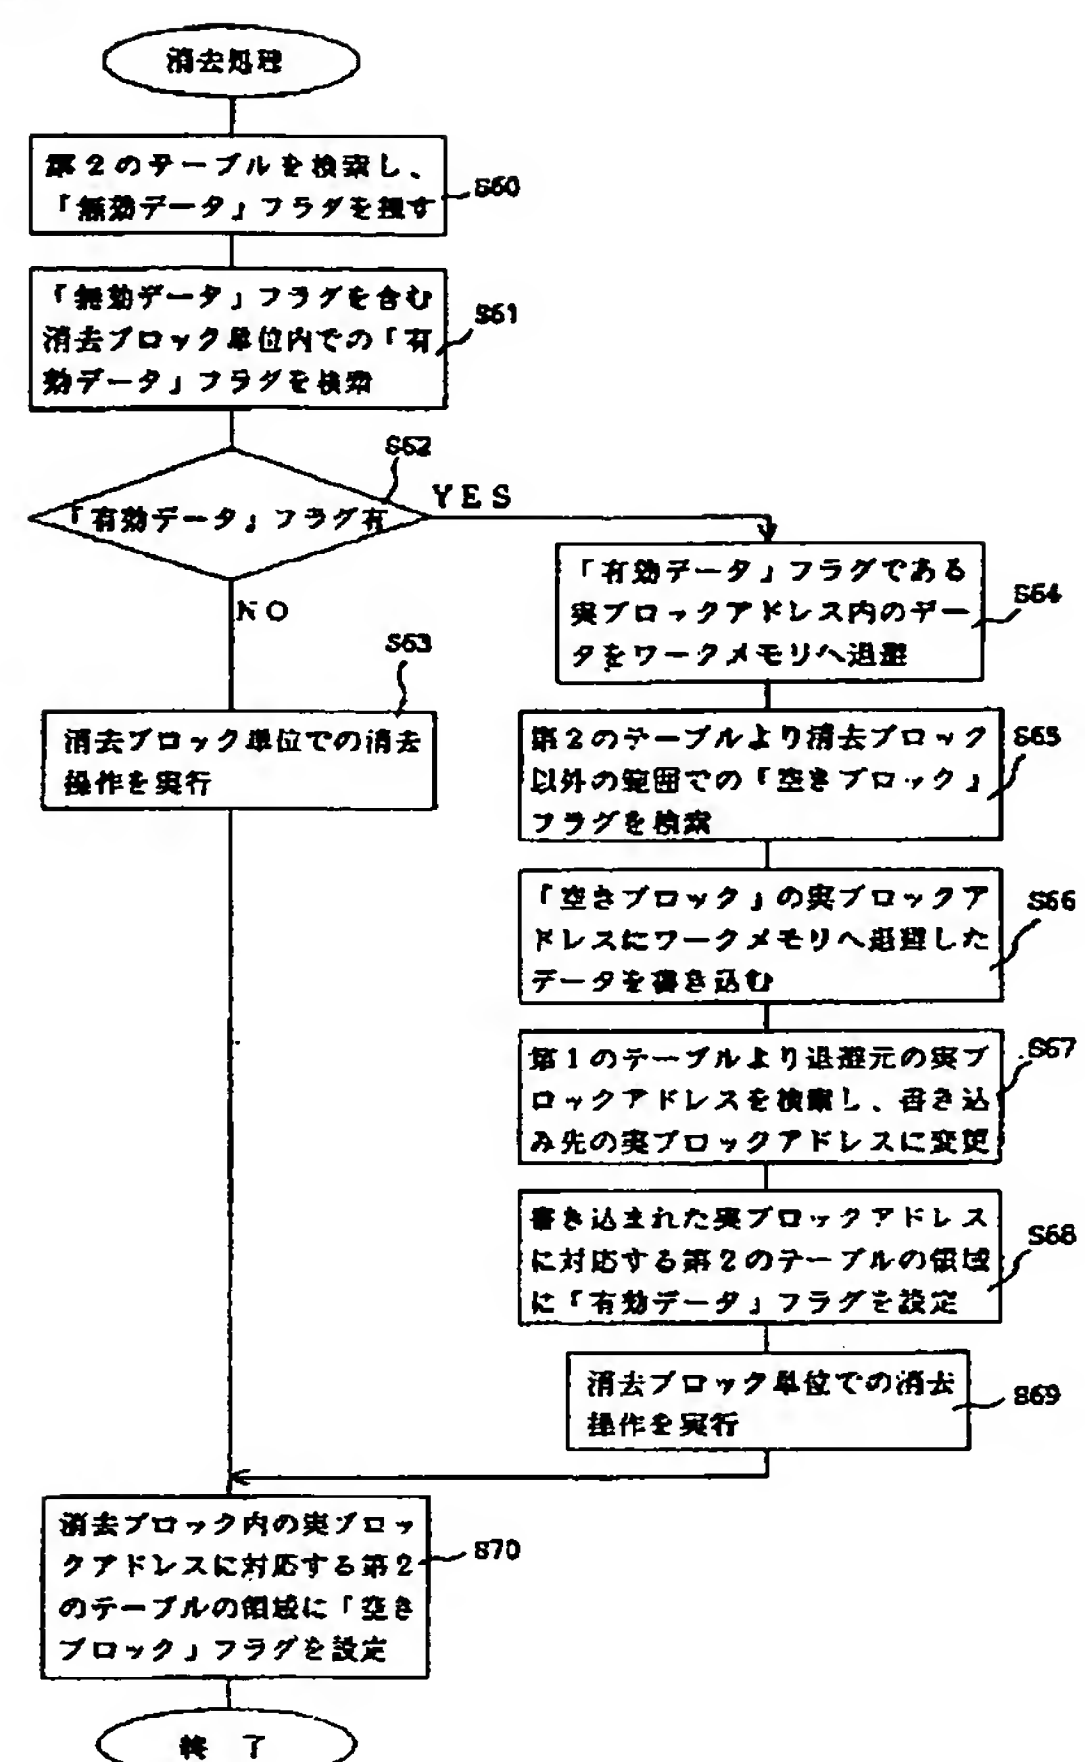 消去処理
第2のテーブルを検索し、
「無効データ」フラグを捜す
S60
「無効データ」フラグを含む
消去ブロック単位内での「有
効データ」フラグを検索
S61
S62
「有効データ」フラグ有
YES
NO
S63
消去ブロック単位での消去
操作を実行
「有効データ」フラグである
実ブロックアドレス内のデー
タをワークメモリへ退避
S64
第2のテーブルより消去ブロック
以外の範囲での「空きブロック」
フラグを検索
S65
「空きブロック」の実ブロックア
ドレスにワークメモリへ退避した
データを書き込む
S66
第1のテーブルより退避元の実ブ
ロックアドレスを検索し、書き込
み先の実ブロックアドレスに変更
S67
書き込まれた実ブロックアドレス
に対応する第2のテーブルの領域
に「有効データ」フラグを設定
S68
消去ブロック単位での消去
操作を実行
S69
消去ブロック内の実ブロッ
クアドレスに対応する第2
のテーブルの領域に「空き
ブロック」フラグを設定
S70
終 了